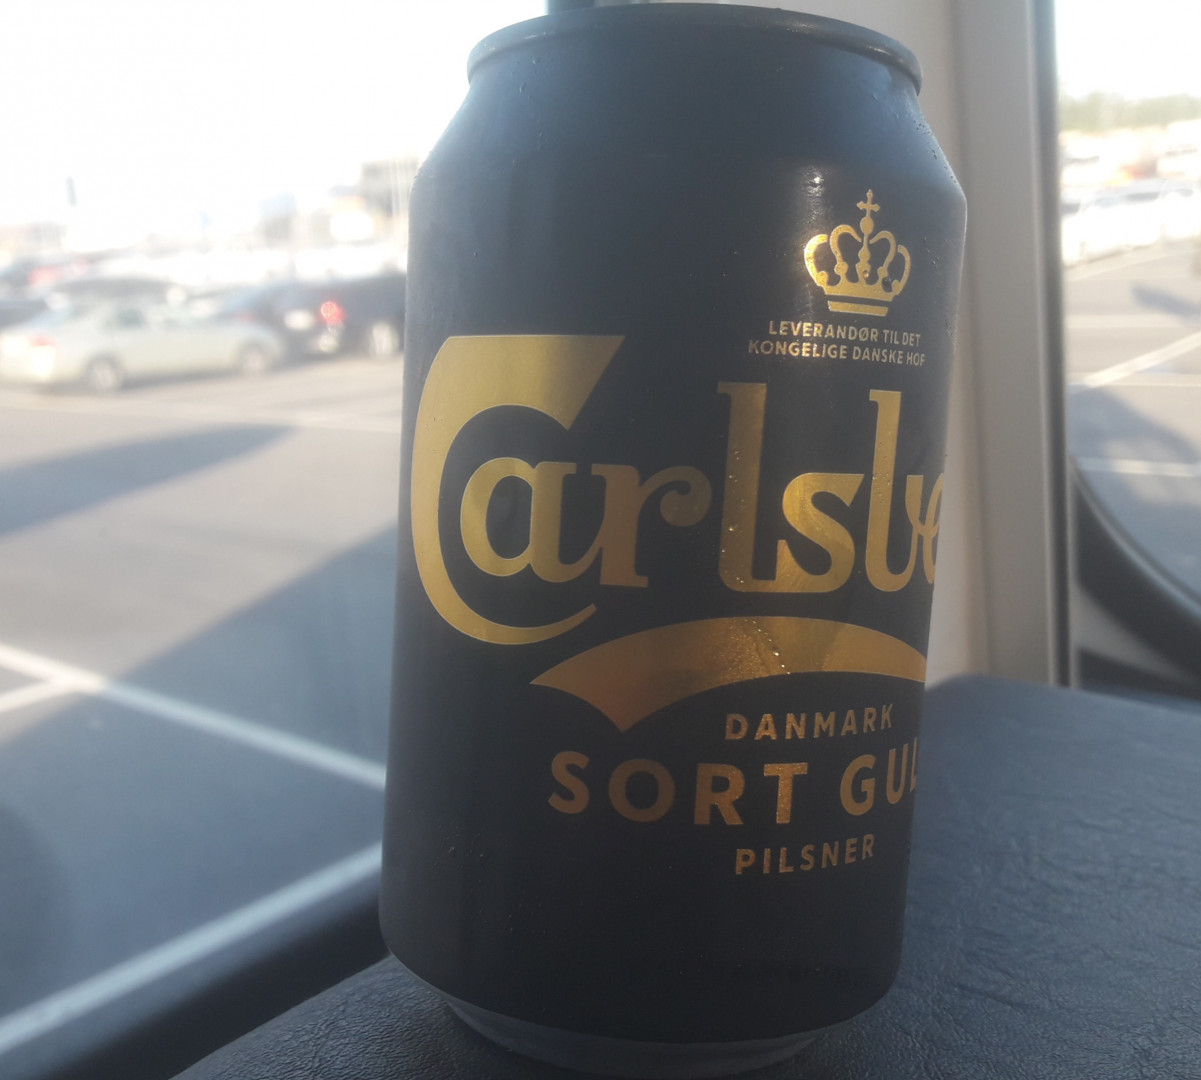 LEVERANDØR TIL DET
KONGELIGE DANSKE HOF
Carlsbe
DANMARK
SORT GUL
PILSNER